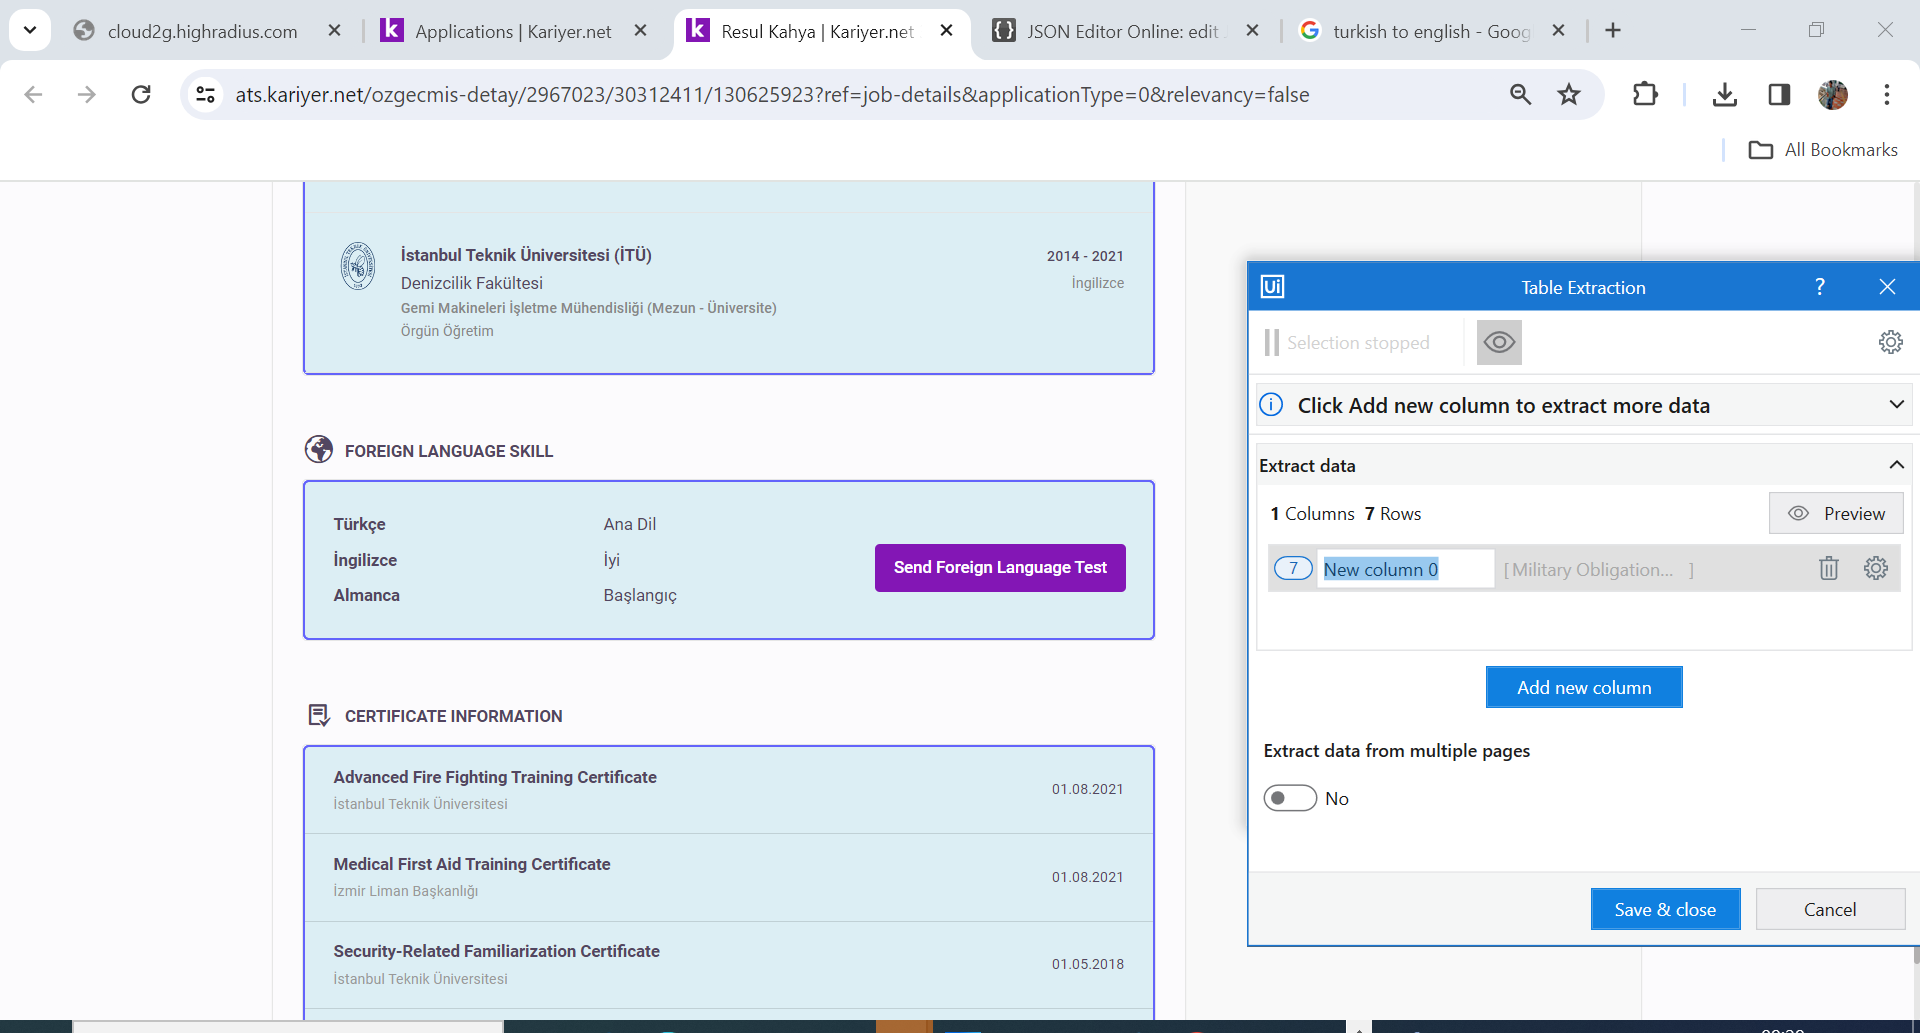 cloud2g.highradius.com
Applications | Kariyer.net
Resul Kahya | Kariyer.net
JSON Editor Online: edit
turkish to english - Goog
ats.kariyer.net/ozgecmis-detay/2967023/30312411/130625923?ref=job-details&applicationType=0&relevancy=false
All Bookmarks
İstanbul Teknik Üniversitesi (İTÜ)
2014 - 2021
Denizcilik Fakültesi
İngilizce
Gemi Makineleri İşletme Mühendisliği (Mezun - Üniversite)
Örgün Öğretim
FOREIGN LANGUAGE SKILL
Türkçe
Ana Dil
İngilizce
İyi
Almanca
Başlangıç
Send Foreign Language Test
CERTIFICATE INFORMATION
Advanced Fire Fighting Training Certificate
İstanbul Teknik Üniversitesi
01.08.2021
Medical First Aid Training Certificate
İzmir Liman Başkanlığı
01.08.2021
Security-Related Familiarization Certificate
İstanbul Teknik Üniversitesi
01.05.2018
Ui
Table Extraction
?
Selection stopped
Click Add new column to extract more data
Extract data
1 Columns 7 Rows
Preview
7
New column 0
[ Military Obligation... ]
Add new column
Extract data from multiple pages
No
Save & close
Cancel